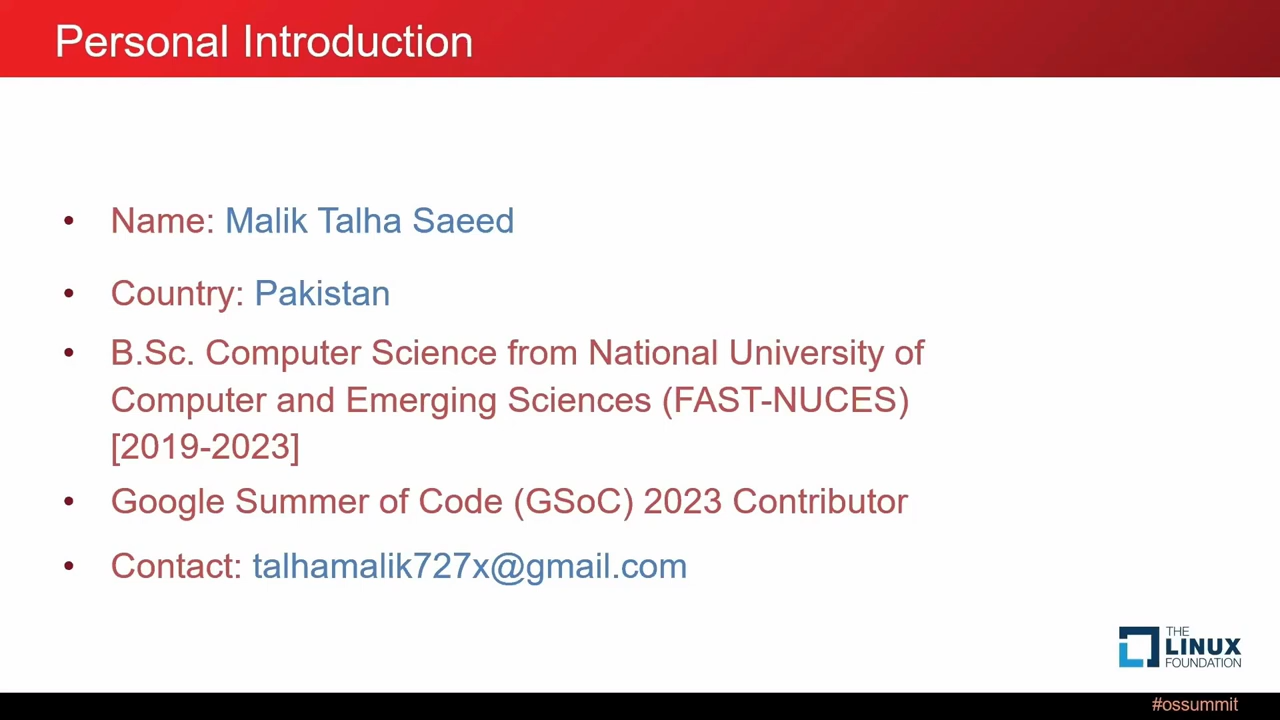 Personal Introduction
• Name: Malik Talha Saeed
• Country: Pakistan
• B.Sc. Computer Science from National University of
Computer and Emerging Sciences (FAST-NUCES)
[2019-2023]
• Google Summer of Code (GSoC) 2023 Contributor
• Contact: talhamalik727x@gmail.com
THE
LINUX
FOUNDATION
#ossummit